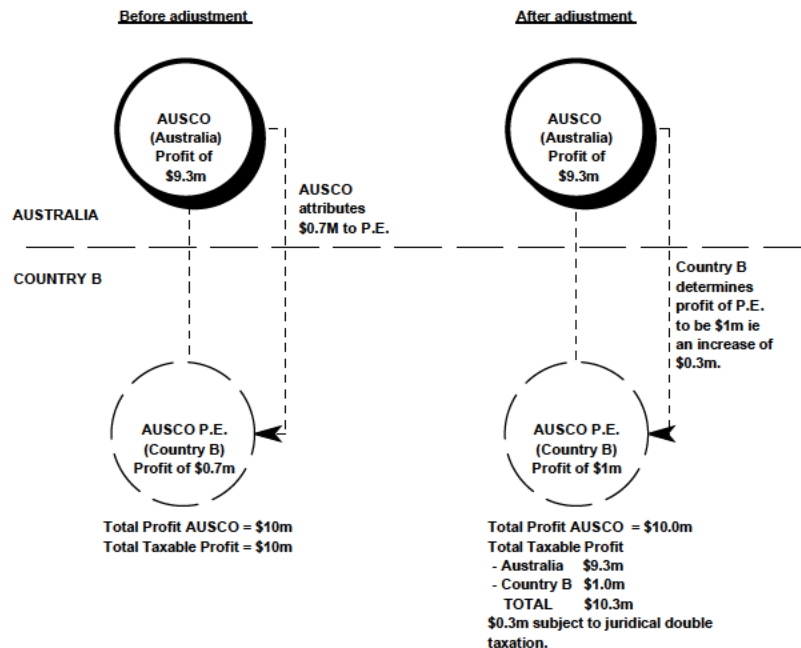 Before adjustment
After adjustment
AUSCO
(Australia)
Profit of
$9.3m
AUSCO
attributes
$0.7M to P.E.
AUSCO
(Australia)
Profit of
$9.3m
AUSTRALIA
COUNTRY B
Country B
determines
profit of P.E.
to be $1m ie
an increase of
$0.3m.
AUSCO P.E.
(Country B)
Profit of $0.7m
AUSCO P.E.
(Country B)
Profit of $1m
Total Profit AUSCO = $10m
Total Taxable Profit = $10m
Total Profit AUSCO = $10.0m
Total Taxable Profit
- Australia $9.3m
- Country B $1.0m
TOTAL $10.3m
$0.3m subject to juridical double
taxation.